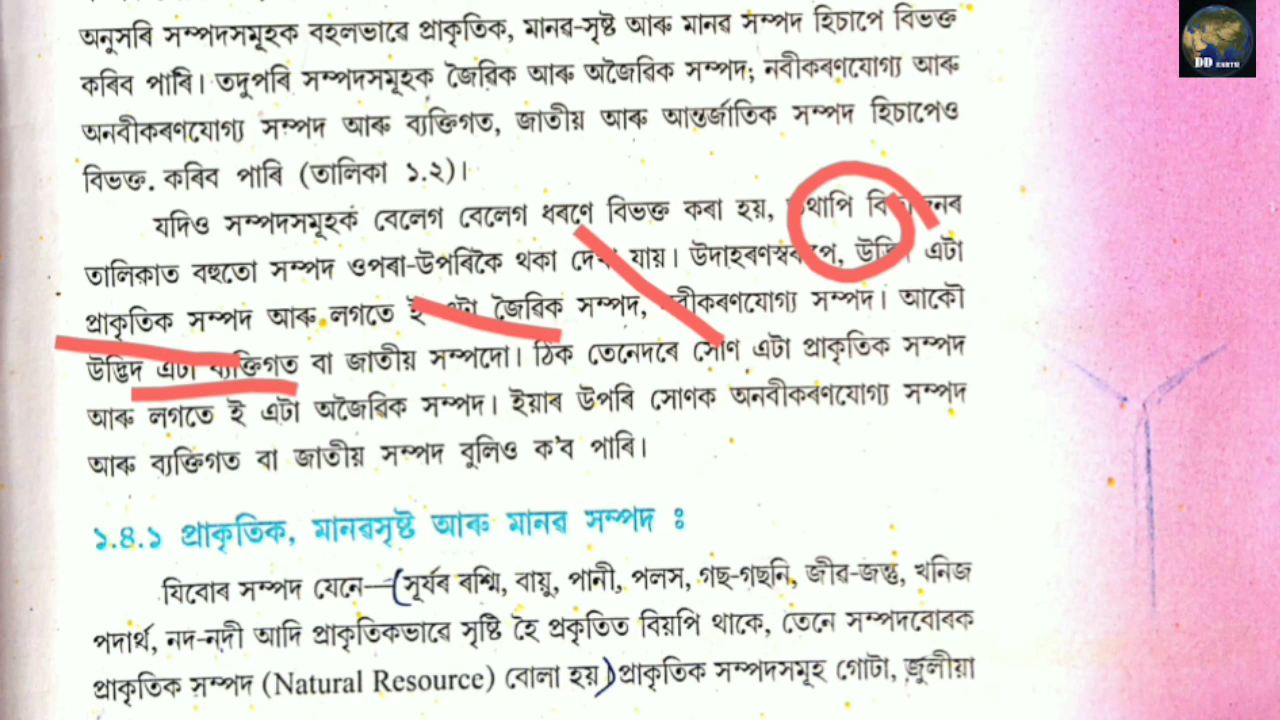 অনুসৰি সম্পদসমূহক বহলভাৱে প্ৰাকৃতিক, মানৱ-সৃষ্ট আৰু মানৱ সম্পদ হিচাপে বিভক্ত
কৰিব পাৰি। তদুপৰি সম্পদসমূহক জৈৱিক আৰু অজৈৱিক সম্পদ; নবীকৰণযোগ্য আৰু
অনবীকৰণযোগ্য সম্পদ আৰু ব্যক্তিগত, জাতীয় আৰু আন্তৰ্জাতিক সম্পদ হিচাপেও
বিভক্ত. কৰিব পাৰি (তালিকা ১.২)।
যদিও সম্পদসমূহক বেলেগ বেলেগ ধৰণে বিভক্ত কৰা হয়,
তালিকাত বহুতো সম্পদ ওপৰা-উপৰিকৈ থকা যায়। এটা
প্ৰাকৃতিক সম্পদ আৰু লগতে ই জৈৱিক সম্পদ, সম্পদ। আকৌ
উদ্ভিদ এটা ব্যক্তিগত বা জাতীয় সম্পদো। ঠিক তেনেদৰে সোণ এটা প্ৰাকৃতিক সম্পদ
আৰু লগতে ই এটা অজৈৱিক সম্পদ। ইয়াৰ উপৰি সোণক অনবীকৰণযোগ্য সম্পদ
আৰু ব্যক্তিগত বা জাতীয় সম্পদ বুলিও ক'ব পাৰি।
১.৪.১ প্ৰাকৃতিক, মানৱসৃষ্ট আৰু মানৱ সম্পদ ঃ
যিবোৰ সম্পদ যেনে—(সূৰ্যৰ ৰশ্মি, বায়ু, পানী, পলস, গছ-গছনি, জীৱ-জন্তু, খনিজ
পদাৰ্থ, নদ-নদী আদি প্ৰাকৃতিকভাৱে সৃষ্টি হৈ প্ৰকৃতিত বিয়পি থাকে, তেনে সম্পদবোৰক
প্ৰাকৃতিক সম্পদ (Natural Resource) বোলা হয়) প্ৰাকৃতিক সম্পদসমূহ গোটা, জুলীয়া
DD EARTH